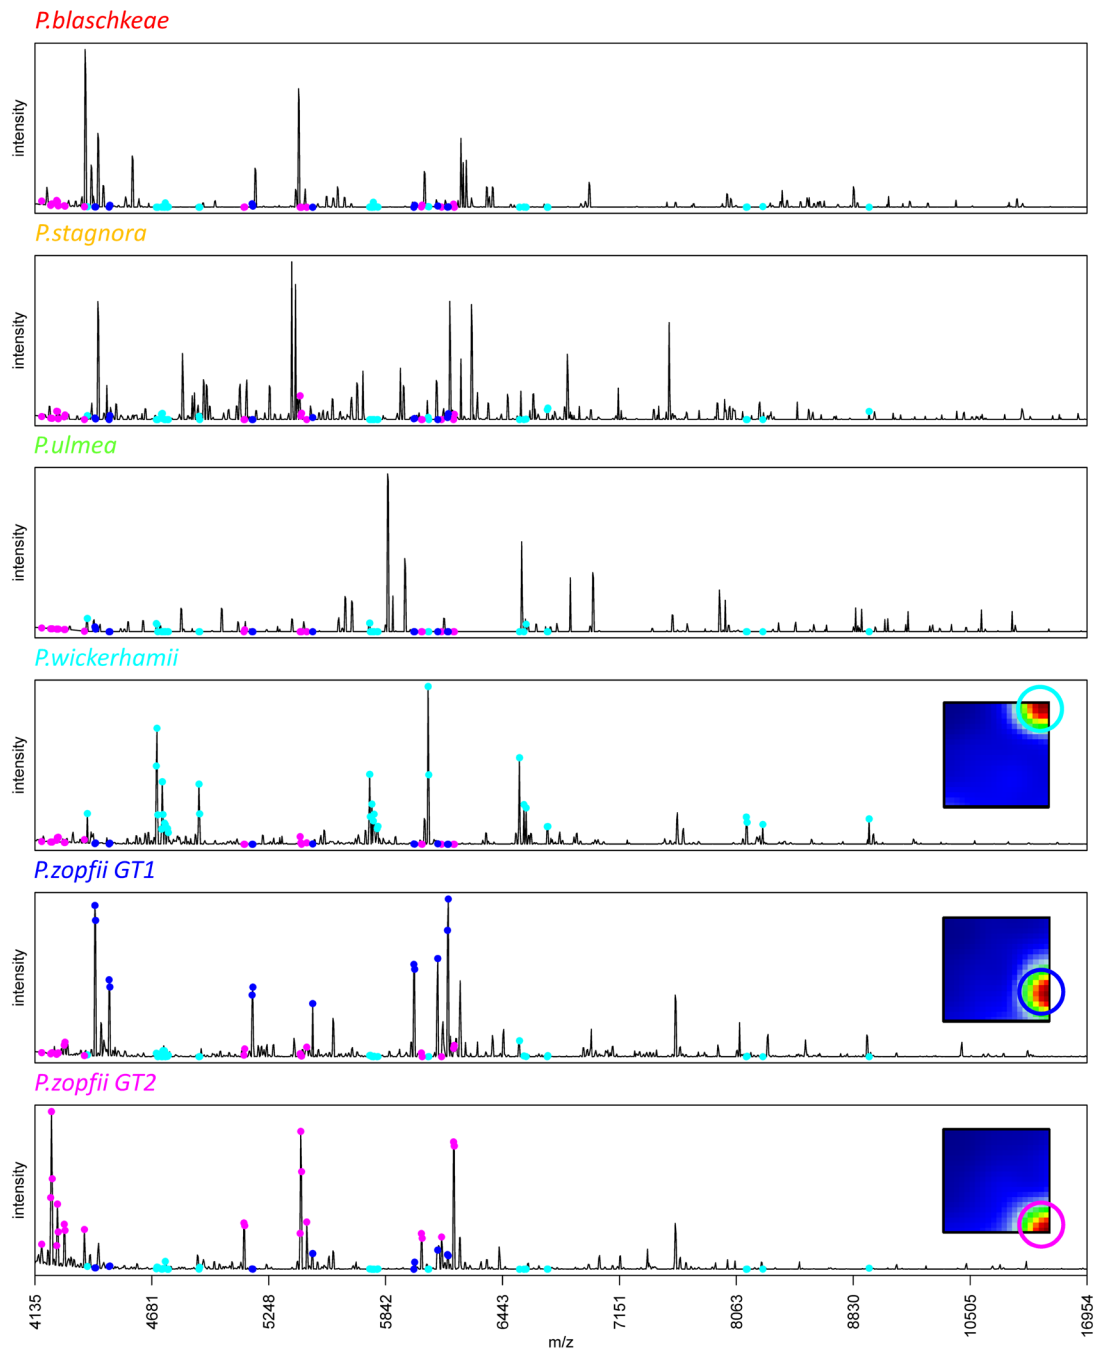 P.blaschkeae
intensity
P.stagnora
intensity
P.ulmea
intensity
P.wickerhamii
intensity
P.zopfii GT1
intensity
P.zopfii GT2
intensity
4135 4681 5248 5842 6443 7151 8063 8830 10505 16954
m/z